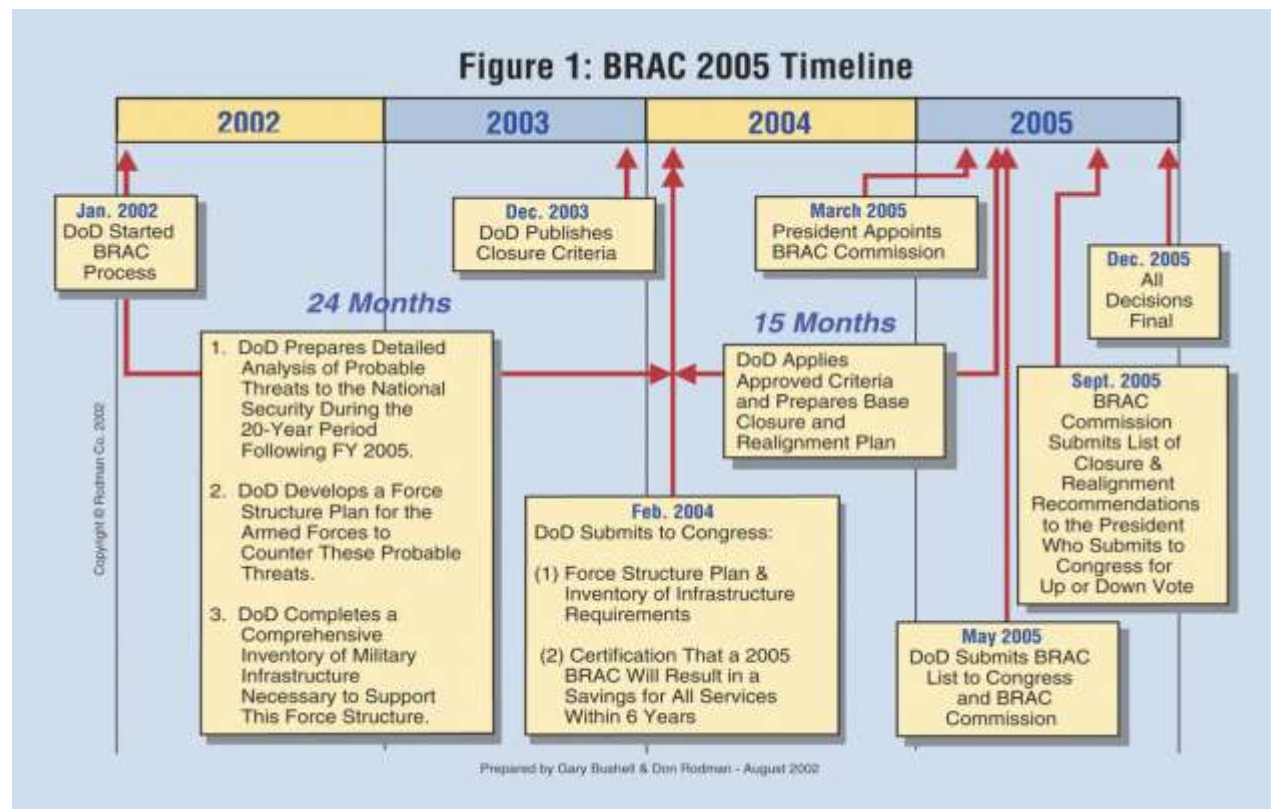 Figure 1: BRAC 2005 Timeline
2002
2003
2004
2005
Jan. 2002
DoD Started
BRAC
Process
Dec. 2003
DoD Publishes
Closure Criteria
March 2005
President Appoints
BRAC Commission
Dec. 2005
All
Decisions
Final
24 Months
1. DoD Prepares Detailed
Analysis of Probable
Threats to the National
Security During the
20-Year Period
Following FY 2005.
2. DoD Develops a Force
Structure Plan for the
Armed Forces to
Counter These Probable
Threats.
3. DoD Completes a
Comprehensive
Inventory of Military
Infrastructure
Necessary to Support
This Force Structure.
15 Months
DoD Applies
Approved Criteria
and Prepares Base
Closure and
Realignment Plan
Feb. 2004
DoD Submits to Congress:
(1) Force Structure Plan &
Inventory of Infrastructure
Requirements
(2) Certification That a 2005
BRAC Will Result in a
Savings for All Services
Within 6 Years
Sept. 2005
BRAC
Commission
Submits List of
Closure &
Realignment
Recommendations
to the President
Who Submits to
Congress for
Up or Down Vote
May 2005
DoD Submits BRAC
List to Congress
and BRAC
Commission
Copyright © Rodman Co. 2002
Prepared by Gary Bushell & Don Rodman - August 2002